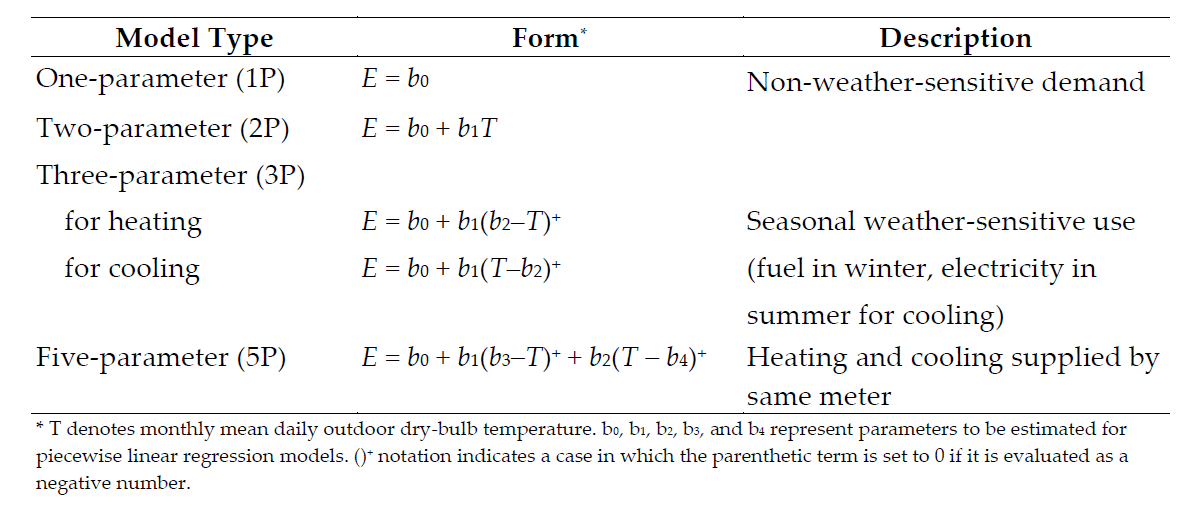 Model Type Form* Description
One-parameter (1P) E = b₀ Non-weather-sensitive demand
Two-parameter (2P) E = b₀ + b₁T
Three-parameter (3P)
for heating E = b₀ + b₁(b₂–T)⁺ Seasonal weather-sensitive use
for cooling E = b₀ + b₁(T–b₂)⁺ (fuel in winter, electricity in
summer for cooling)
Five-parameter (5P) E = b₀ + b₁(b₃–T)⁺ + b₂(T – b₄)⁺ Heating and cooling supplied by
same meter
* T denotes monthly mean daily outdoor dry-bulb temperature. b₀, b₁, b₂, b₃, and b₄ represent parameters to be estimated for
piecewise linear regression models. ()⁺ notation indicates a case in which the parenthetic term is set to 0 if it is evaluated as a
negative number.